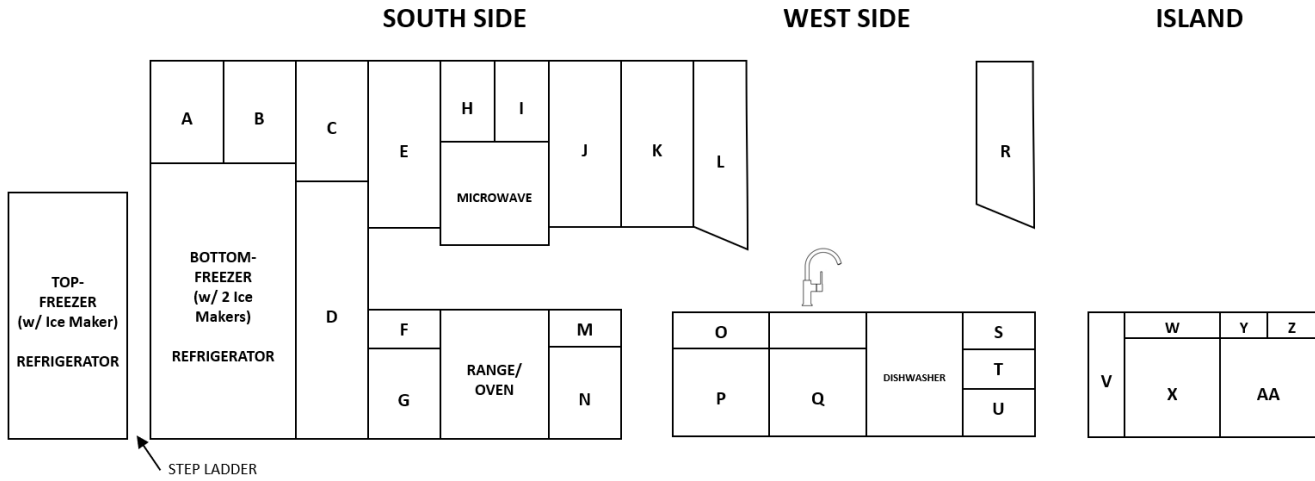 SOUTH SIDE
WEST SIDE
ISLAND
A
B
C
E
H
I
J
K
L
R
MICROWAVE
TOP-
FREEZER
(w/ Ice Maker)
REFRIGERATOR
BOTTOM-
FREEZER
(w/ 2 Ice
Makers)
REFRIGERATOR
D
F
G
RANGE/
OVEN
M
N
O
P
Q
DISHWASHER
S
T
U
V
W
X
Y
Z
AA
STEP LADDER